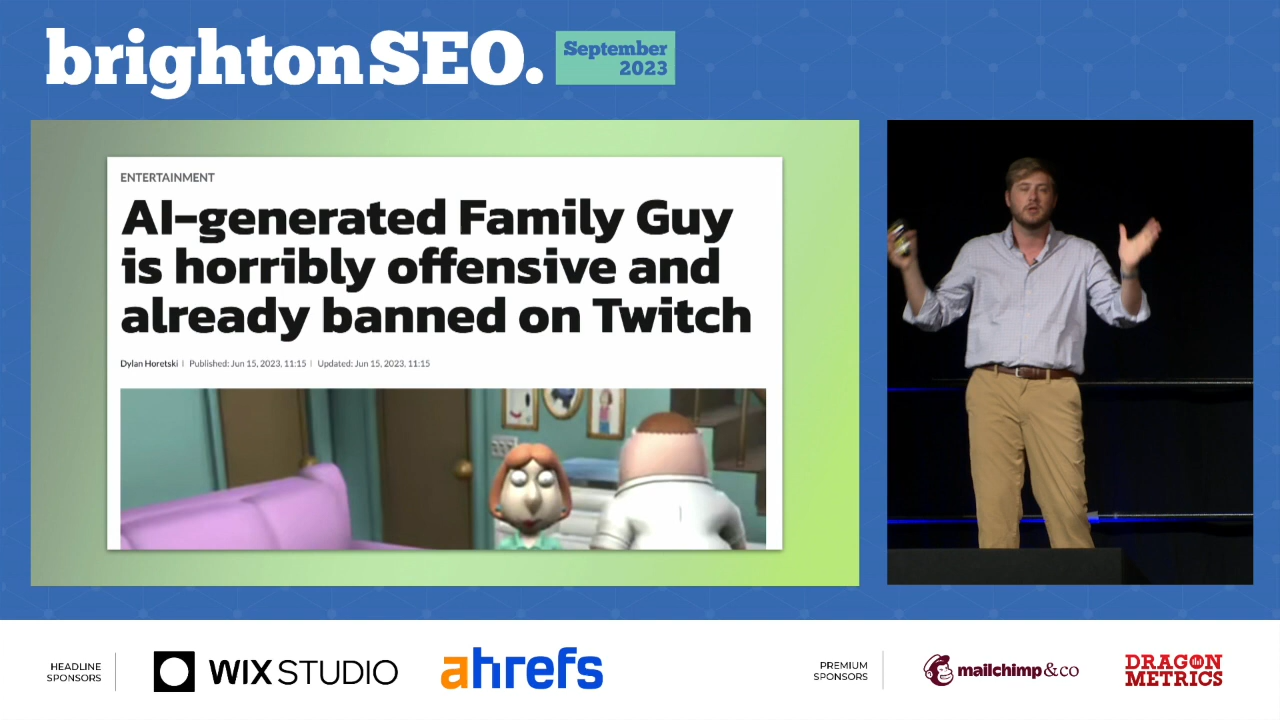 brightonSEO.
September
2023
ENTERTAINMENT
AI-generated Family Guy
is horribly offensive and
already banned on Twitch
Dylan Horetski | Published: Jun 15, 2023, 11:15 | Updated: Jun 15, 2023, 11:15
HEADLINE
SPONSORS
WIX STUDIO
ahrefs
PREMIUM
SPONSORS
mailchimp&co
DRAGON
METRICS